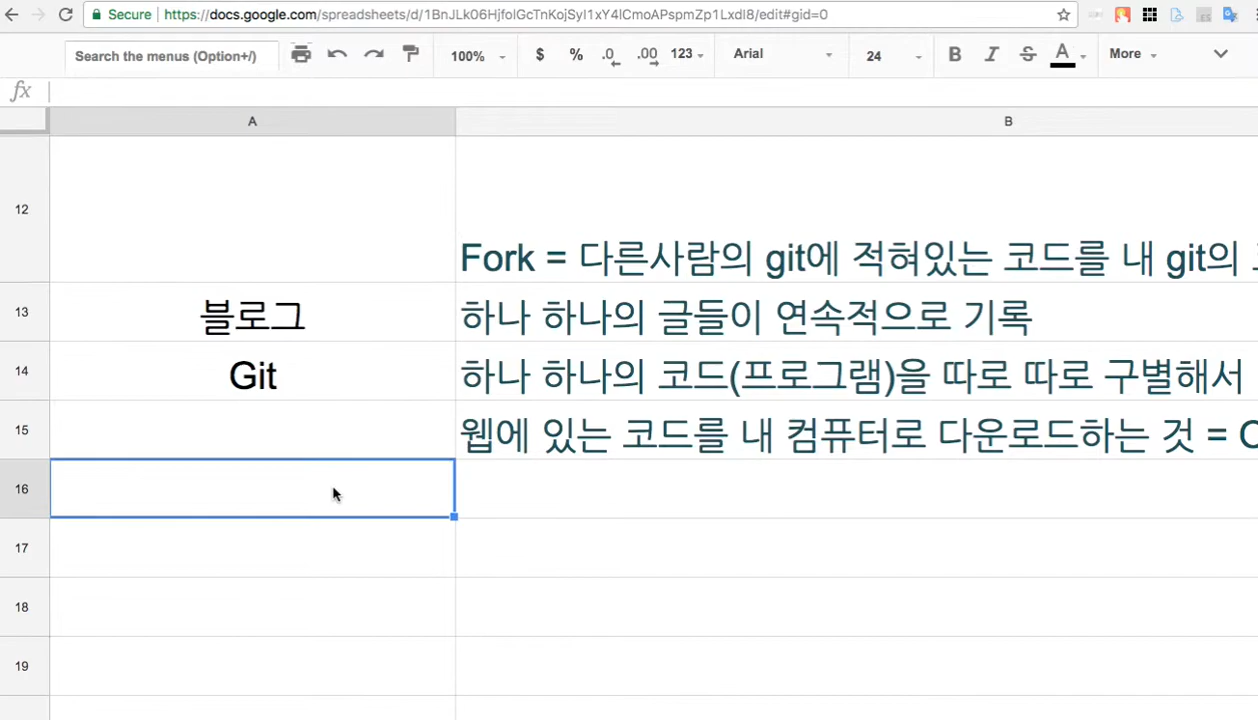 Secure https://docs.google.com/spreadsheets/d/1BnJLk06HjfolGcTnKojSyI1xY4lCmoAPspmZp1LxdI8/edit#gid=0
Search the menus (Option+/) 100% $ % .0 .00 123 Arial 24 B I S A More
fx
A B
12 Fork = 다른사람의 git에 적혀있는 코드를 내 git의
13 블로그 하나 하나의 글들이 연속적으로 기록
14 Git 하나 하나의 코드(프로그램)을 따로 따로 구별해서
15 웹에 있는 코드를 내 컴퓨터로 다운로드하는 것 =
16
17
18
19